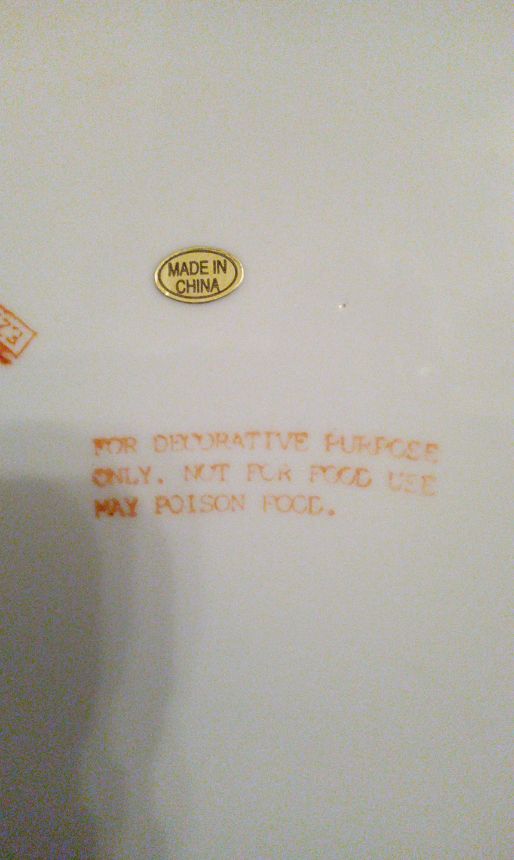 MADE IN
CHINA
FOR DECORATIVE PURPOSE
ONLY. NOT FOR FOOD USE
MAY POISON FOOD.